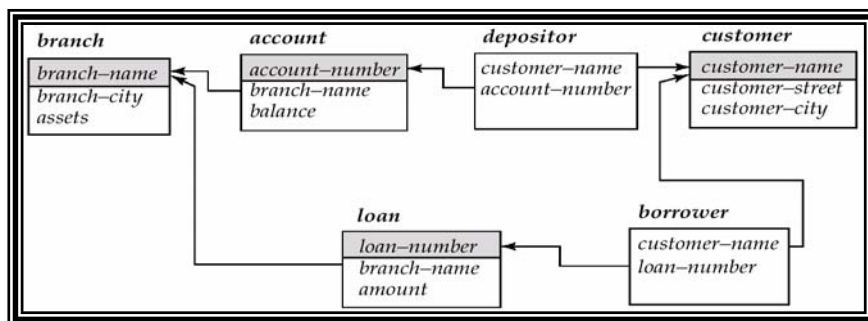 branch
branch–name
branch–city
assets
account
account–number
branch–name
balance
depositor
customer–name
account–number
customer
customer–name
customer–street
customer–city
loan
loan–number
branch–name
amount
borrower
customer–name
loan–number